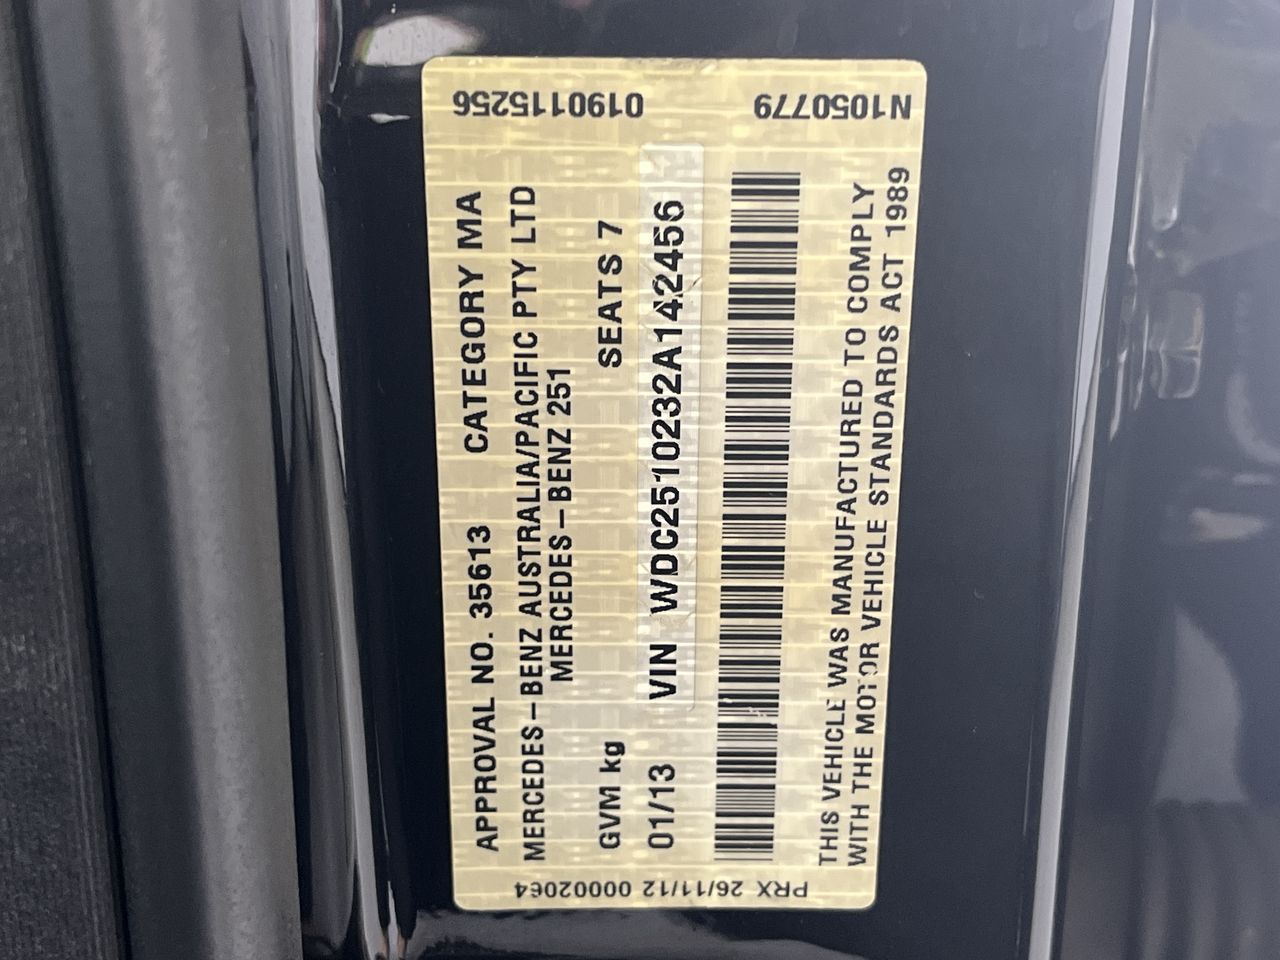 APPROVAL NO. 35613 CATEGORY MA
MERCEDES-BENZ AUSTRALIA/PACIFIC PTY LTD
MERCEDES-BENZ 251
GVM kg SEATS 7
01/13 VIN WDC2510232A142456
THIS VEHICLE WAS MANUFACTURED TO COMPLY
WITH THE MOTOR VEHICLE STANDARDS ACT 1989
N1050779 0190115256
PRX 26/11/12 00002064